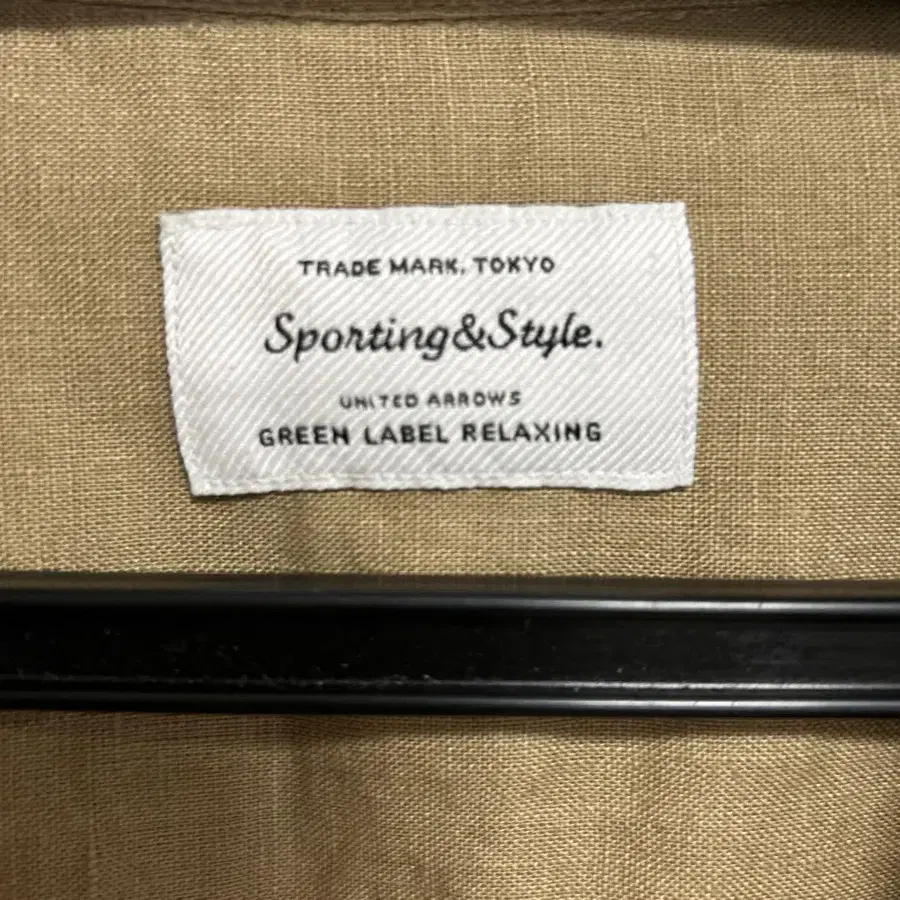 TRADE MARK, TOKYO
Sporting&Style.
UNITED ARROWS
GREEN LABEL RELAXING